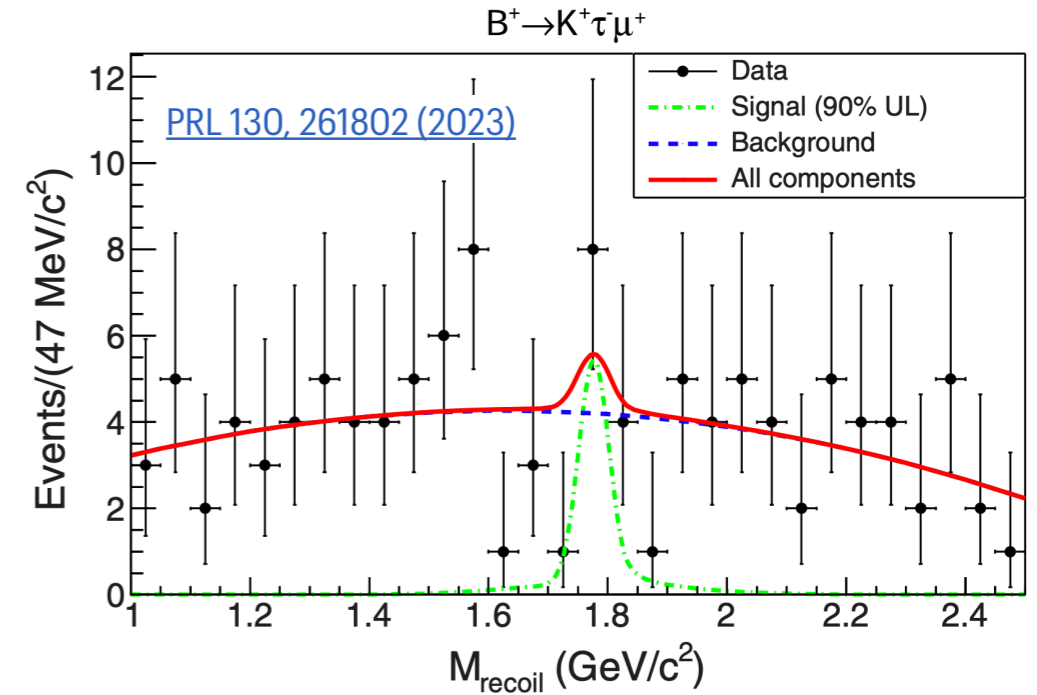 B⁺→K⁺τ⁻μ⁺
PRL 130, 261802 (2023)
Data
Signal (90% UL)
Background
All components
Events/(47 MeV/c²)
12
10
8
6
4
2
0
1 1.2 1.4 1.6 1.8 2 2.2 2.4
M_recoil (GeV/c²)